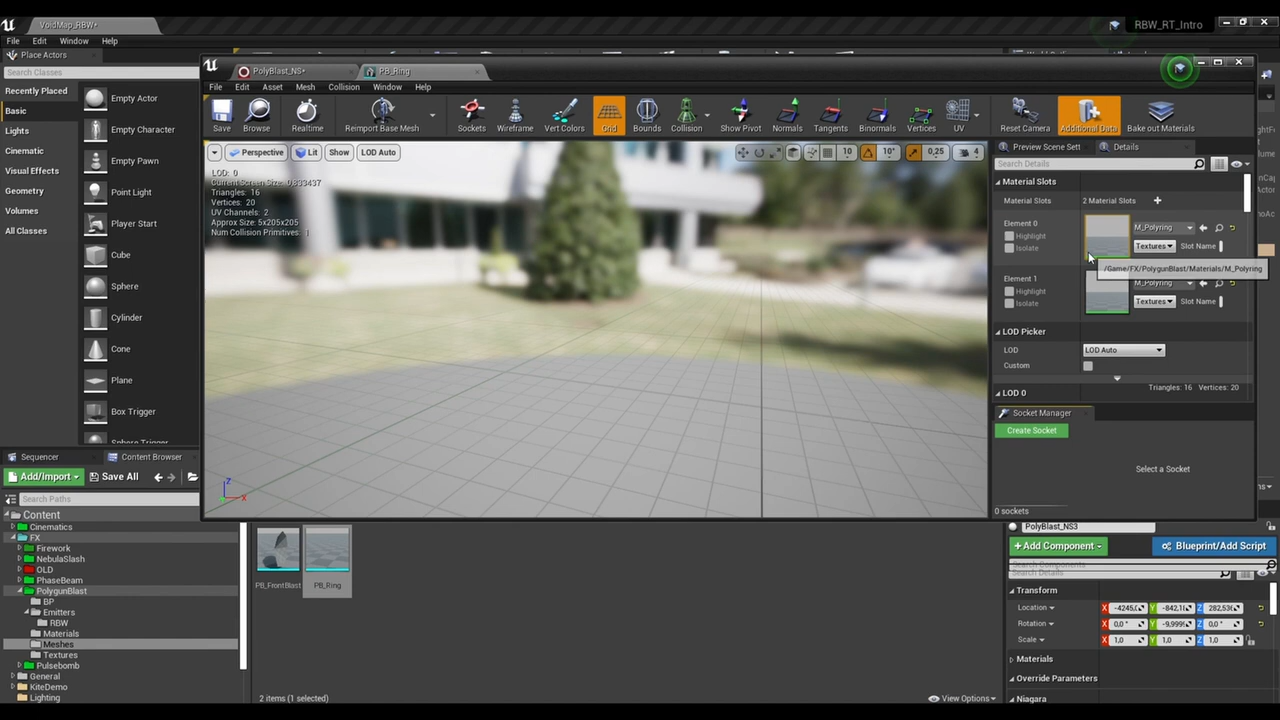 VoidMap_RBW*
RBW_RT_Intro
File Edit Window Help
Place Actors
Search Classes
Recently Placed
Basic
Lights
Cinematic
Visual Effects
Geometry
Volumes
All Classes
Empty Actor
Empty Character
Empty Pawn
Point Light
Player Start
Cube
Sphere
Cylinder
Cone
Plane
Box Trigger
Sphere Trigger
PolyBlast_NS*
PB_Ring
File Edit Asset Mesh Collision Window Help
Save Browse Realtime Reimport Base Mesh Sockets Wireframe Vert Colors Grid Bounds Collision Show Pivot Normals Tangents Binormals Vertices UV Reset Camera Additional Data Bake out Materials
Perspective Lit Show LOD Auto
10 10° 0,25 4
LOD: 0
Current Screen Size: 0,833437
Triangles: 16
Vertices: 20
UV Channels: 2
Approx Size: 5x205x205
Num Collision Primitives: 1
Z
X
Preview Scene Sett
Details
Search Details
Material Slots
Material Slots 2 Material Slots
Element 0
Highlight
Isolate
M_Polyring
Textures Slot Name
/Game/FX/PolygunBlast/Materials/M_Polyring
Element 1
Highlight
Isolate
M_Polyring
Textures Slot Name
LOD Picker
LOD LOD Auto
Custom
Triangles: 16 Vertices: 20
LOD 0
Socket Manager
Create Socket
Select a Socket
0 sockets
Sequencer
Content Browser
Add/Import Save All
Search Paths
Content
Cinematics
FX
Firework
NebulaSlash
OLD
PhaseBeam
PolygunBlast
BP
Emitters
RBW
Materials
Meshes
Textures
Pulsebomb
General
KiteDemo
Lighting
PB_FrontBlast
PB_Ring
2 items (1 selected)
View Options
PolyBlast_NS3
Add Component
Blueprint/Add Script
Search Components
Search Details
Transform
Location X -4245,0 Y -842,18 Z 282,536
Rotation X 0,0° Y -9,999 Z 0,0°
Scale X 1,0 Y 1,0 Z 1,0
Materials
Override Parameters
Niagara